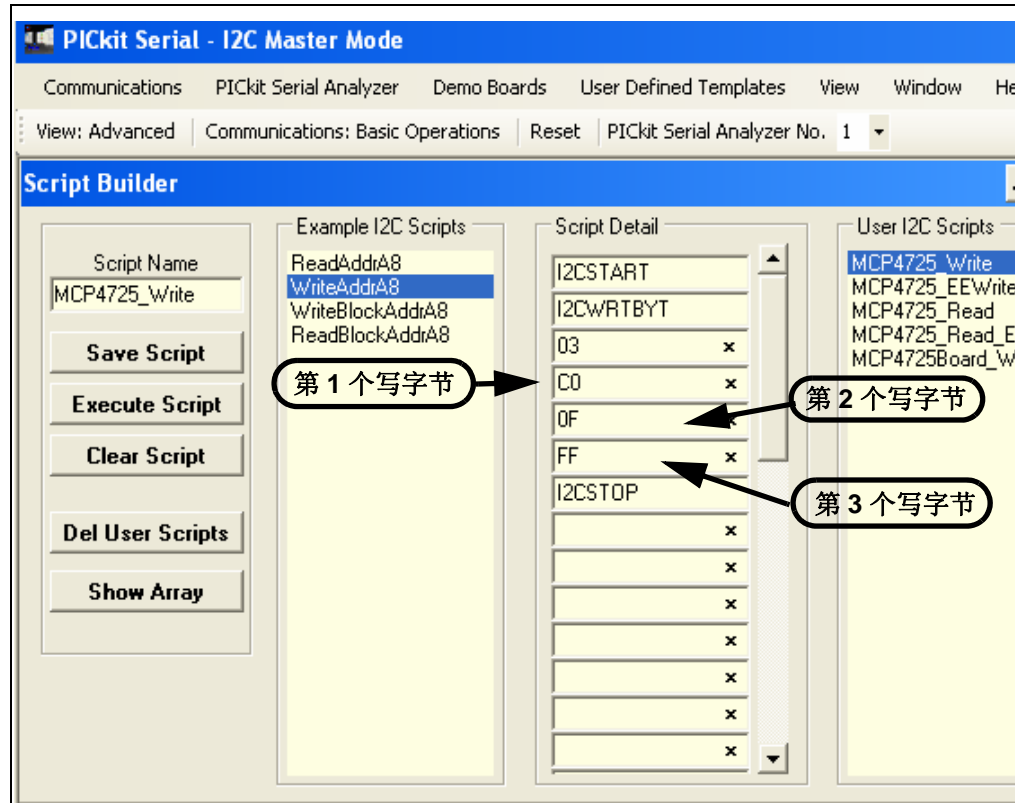 PICkit Serial - I2C Master Mode
Communications PICkit Serial Analyzer Demo Boards User Defined Templates View Window He
View: Advanced Communications: Basic Operations Reset PICkit Serial Analyzer No. 1
Script Builder
Script Name
MCP4725_Write
Save Script
Execute Script
Clear Script
Del User Scripts
Show Array
Example I2C Scripts
ReadAddrA8
WriteAddrA8
WriteBlockAddrA8
ReadBlockAddrA8
第 1 个写字节
Script Detail
I2CSTART
I2CWRTBYT
03 ×
C0 ×
0F ×
FF ×
I2CSTOP
×
×
×
×
×
×
×
第 2 个写字节
第 3 个写字节
User I2C Scripts
MCP4725_Write
MCP4725_EEWrite
MCP4725_Read
MCP4725_Read_E
MCP4725Board_W